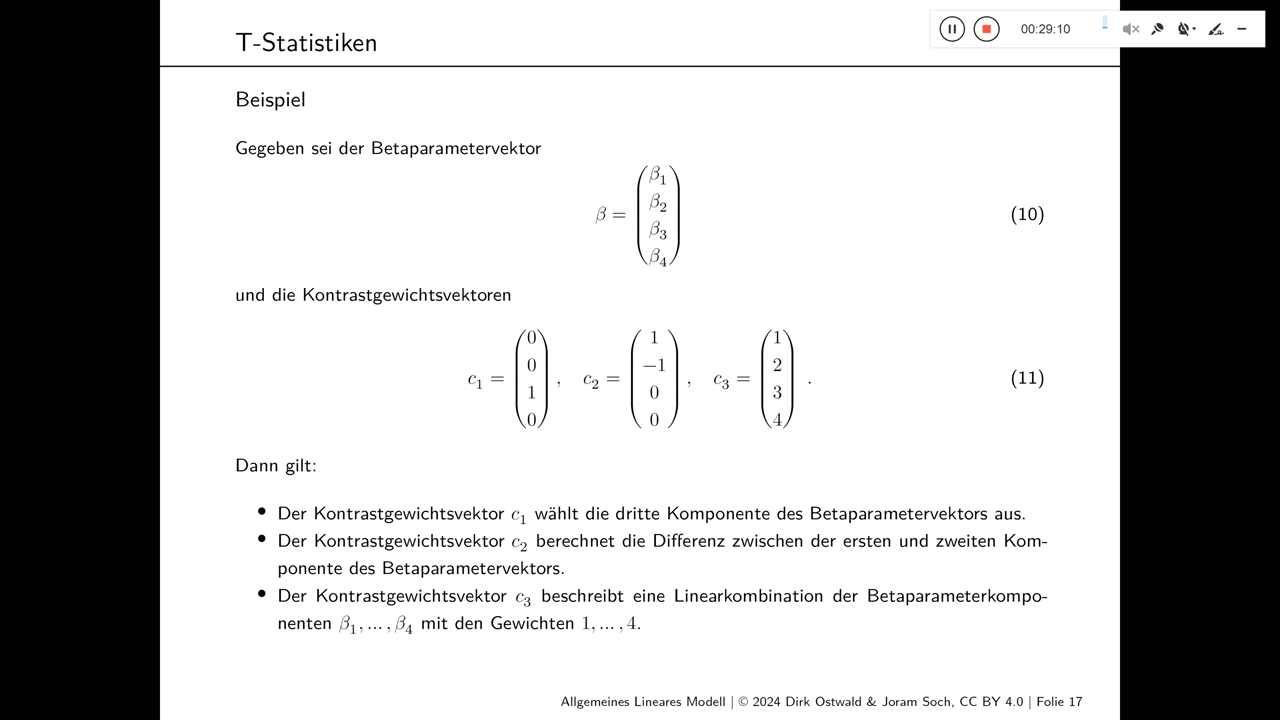 00:29:10
T-Statistiken
Beispiel
Gegeben sei der Betaparametervektor
β = (β₁ β₂ β₃ β₄) (10)
und die Kontrastgewichtsvektoren
c₁ = (0 0 1 0), c₂ = (1 −1 0 0), c₃ = (1 2 3 4). (11)
Dann gilt:
• Der Kontrastgewichtsvektor c₁ wählt die dritte Komponente des Betaparametervektors aus.
• Der Kontrastgewichtsvektor c₂ berechnet die Differenz zwischen der ersten und zweiten Kom-
ponente des Betaparametervektors.
• Der Kontrastgewichtsvektor c₃ beschreibt eine Linearkombination der Betaparameterkompo-
nenten β₁, ... , β₄ mit den Gewichten 1, ... , 4.
Allgemeines Lineares Modell | © 2024 Dirk Ostwald & Joram Soch, CC BY 4.0 | Folie 17